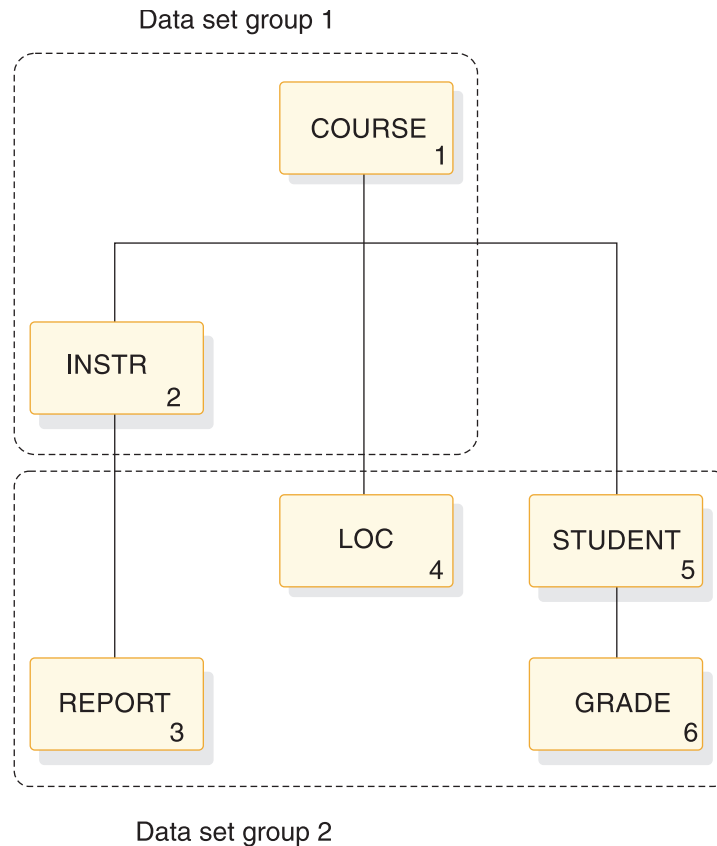 Data set group 1
COURSE
1
INSTR
2
LOC
4
STUDENT
5
REPORT
3
GRADE
6
Data set group 2